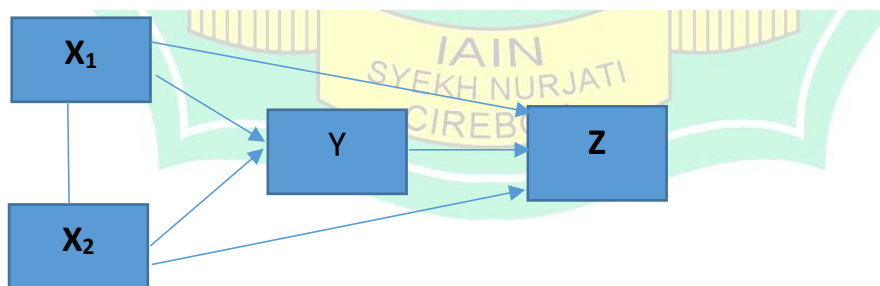 X₁
IAIN
SYEKH NURJATI
Y
Z
X₂